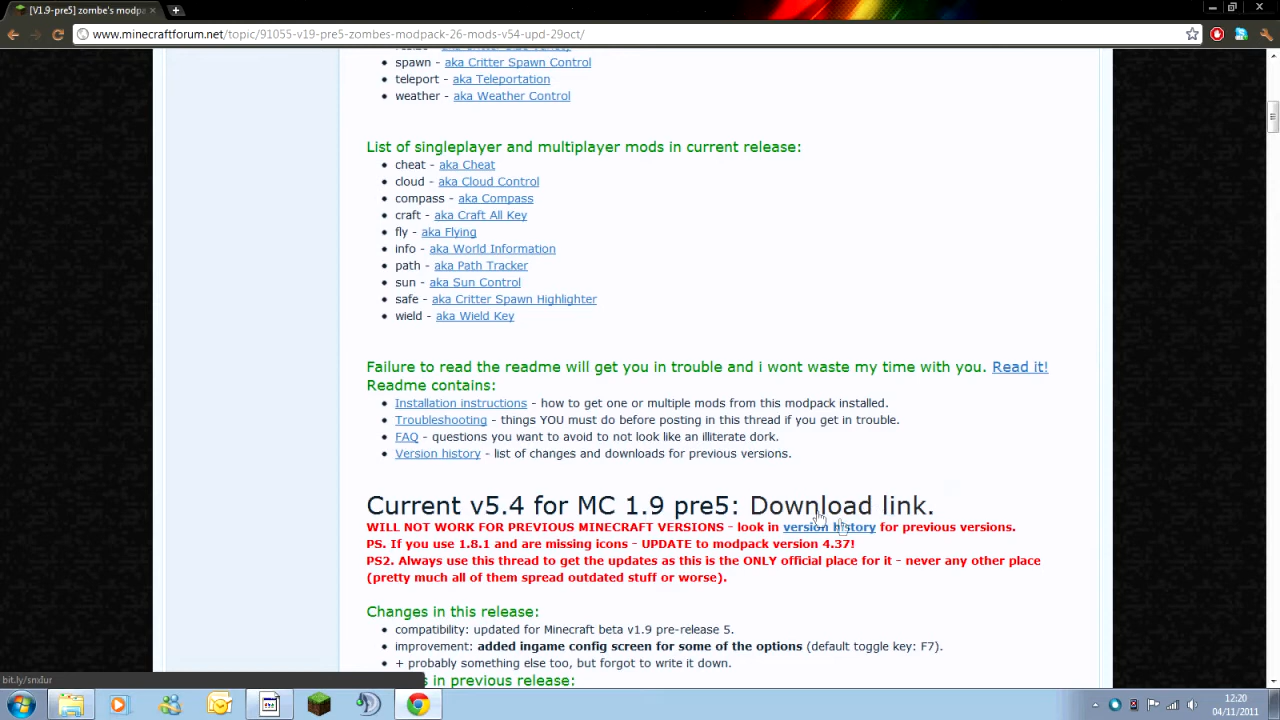 [V1.9-pre5] zombe's modpa
www.minecraftforum.net/topic/91055-v19-pre5-zombes-modpack-26-mods-v54-upd-29oct/
spawn - aka Critter Spawn Control
teleport - aka Teleportation
weather - aka Weather Control
List of singleplayer and multiplayer mods in current release:
cheat - aka Cheat
cloud - aka Cloud Control
compass - aka Compass
craft - aka Craft All Key
fly - aka Flying
info - aka World Information
path - aka Path Tracker
sun - aka Sun Control
safe - aka Critter Spawn Highlighter
wield - aka Wield Key
Failure to read the readme will get you in trouble and i wont waste my time with you. Read it!
Readme contains:
Installation instructions - how to get one or multiple mods from this modpack installed.
Troubleshooting - things YOU must do before posting in this thread if you get in trouble.
FAQ - questions you want to avoid to not look like an illiterate dork.
Version history - list of changes and downloads for previous versions.
Current v5.4 for MC 1.9 pre5: Download link.
WILL NOT WORK FOR PREVIOUS MINECRAFT VERSIONS - look in version history for previous versions.
PS. If you use 1.8.1 and are missing icons - UPDATE to modpack version 4.37!
PS2. Always use this thread to get the updates as this is the ONLY official place for it - never any other place
(pretty much all of them spread outdated stuff or worse).
Changes in this release:
compatibility: updated for Minecraft beta v1.9 pre-release 5.
improvement: added ingame config screen for some of the options (default toggle key: F7).
+ probably something else too, but forgot to write it down.
in previous release:
bit.ly/snxIur
12:20
04/11/2011